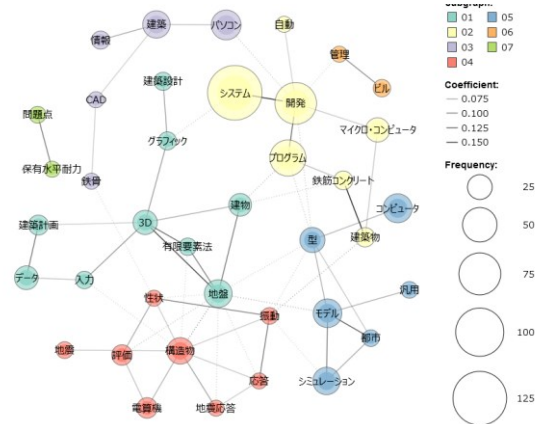 Subgraph:
01 05
02 06
03 07
04
Coefficient:
0.075
0.100
0.125
0.150
Frequency:
25
50
75
100
125
建築
パソコン
自動
情報
管理
建築設計
システム
開発
ビル
CAD
問題点
グラフィック
マイクロ・コンピュータ
プログラム
保有水平耐力
鉄骨
鉄筋コンクリート
建物
コンピュータ
建築計画
3D
型
建築物
有限要素法
データ
入力
地盤
性状
汎用
振動
モデル
地震
評価
構造物
都市
応答
シミュレーション
電算機
地震応答